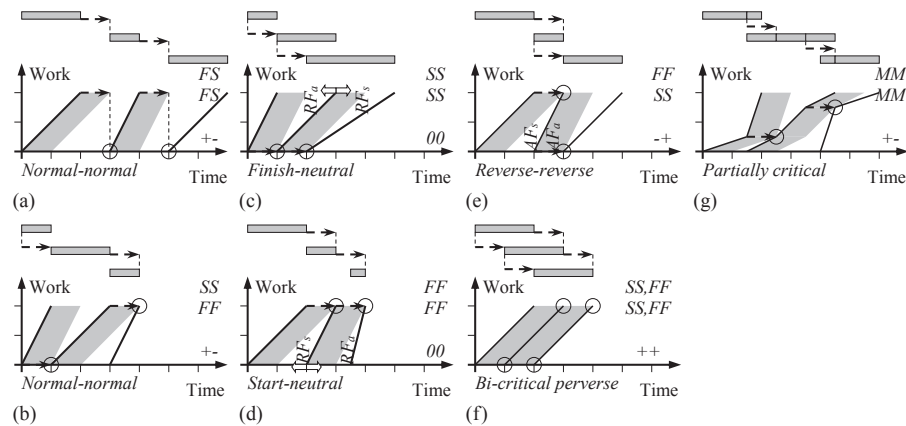 Work
FS
FS
+-
Normal-normal
Time
(a)
Work
SS
SS
RFa
RFs
00
Finish-neutral
Time
(c)
Work
FF
SS
AFs
AFa
-+
Reverse-reverse
Time
(e)
Work
MM
MM
+-
Partially critical
Time
(g)
Work
SS
FF
+-
Normal-normal
Time
(b)
Work
FF
FF
RFs
RFa
00
Start-neutral
Time
(d)
Work
SS,FF
SS,FF
++
Bi-critical perverse
Time
(f)